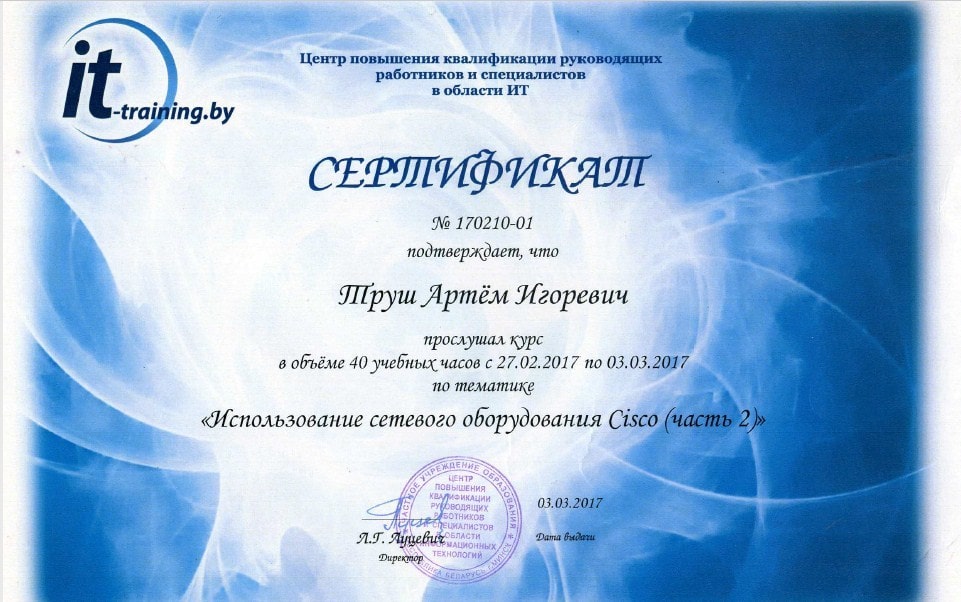 it-training.by
Центр повышения квалификации руководящих
работников и специалистов
в области ИТ
СЕРТИФИКАТ
№ 170210-01
подтверждает, что
Труш Артём Игоревич
прослушал курс
в объёме 40 учебных часов с 27.02.2017 по 03.03.2017
по тематике
«Использование сетевого оборудования Cisco (часть 2)»
ЧАСТНОЕ УЧРЕЖДЕНИЕ ОБРАЗОВАНИЯ
ЦЕНТР
ПОВЫШЕНИЯ
КВАЛИФИКАЦИИ
РУКОВОДЯЩИХ
РАБОТНИКОВ
И СПЕЦИАЛИСТОВ
В ОБЛАСТИ
ИНФОРМАЦИОННЫХ
ТЕХНОЛОГИЙ
БЕЛАРУСЬ Г.МИНСК
03.03.2017
Л.Г. Луцевич
Дата выдачи
Директор